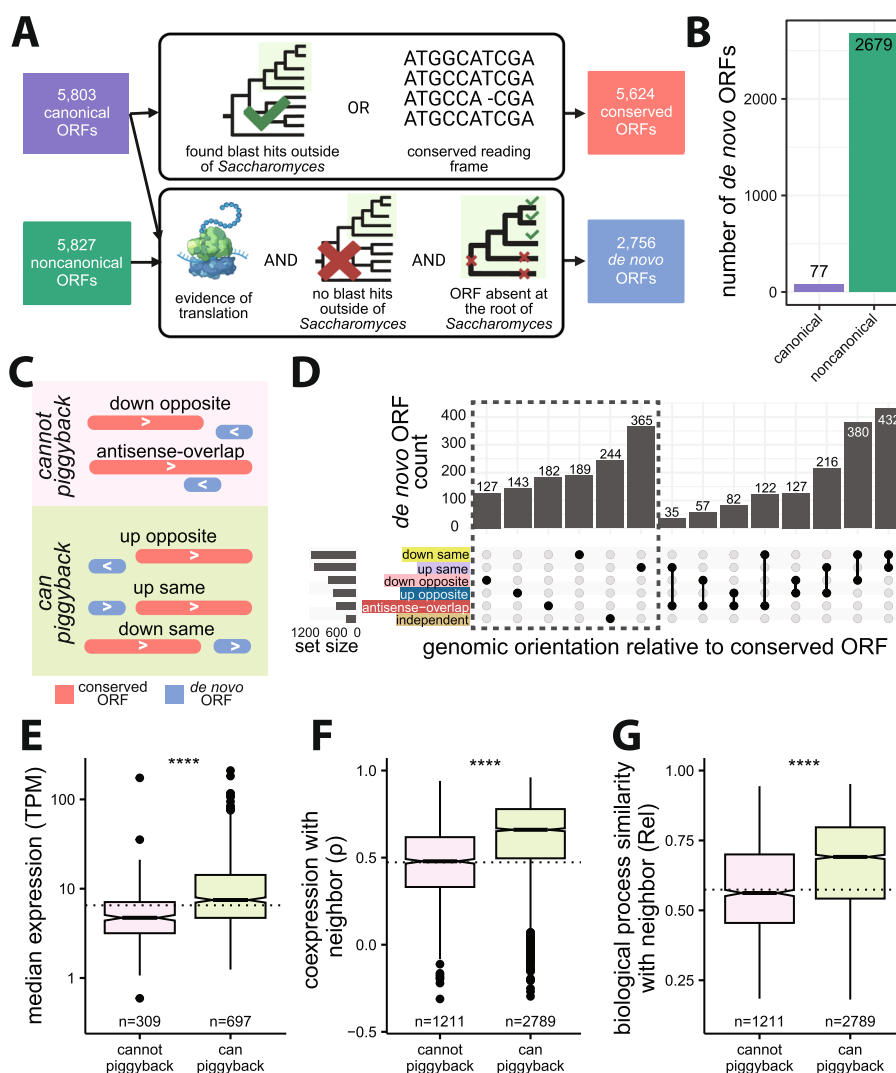 A
5,803
canonical
ORFs
5,827
noncanonical
ORFs
found blast hits outside
of Saccharomyces
OR
ATGGCATCGA
ATGCCATCGA
ATGCCA -CGA
ATGCCATCGA
conserved reading
frame
5,624
conserved
ORFs
evidence of
translation
AND
no blast hits
outside of
Saccharomyces
AND
ORF absent at
the root of
Saccharomyces
2,756
de novo
ORFs
B
number of de novo ORFs
2000
1000
0
77
2679
canonical
noncanonical
C
cannot
piggyback
down opposite
>
<
antisense-overlap
>
<
can
piggyback
up opposite
>
<
up same
>
>
down same
>
>
conserved
ORF
de novo
ORF
D
de novo ORF
count
400
300
200
100
0
127
143
182
189
244
365
35
57
82
122
127
216
380
432
down same
up same
down opposite
up opposite
antisense-overlap
independent
1200
600
0
set size
genomic orientation relative to conserved ORF
E
median expression (TPM)
100
10
1
****
n=309
n=697
cannot
piggyback
can
piggyback
F
coexpression with
neighbor (ρ)
1.0
0.5
0.0
−0.5
****
n=1211
n=2789
cannot
piggyback
can
piggyback
G
biological process similarity
with neighbor (Rel)
1.00
0.75
0.50
0.25
****
n=1211
n=2789
cannot
piggyback
can
piggyback